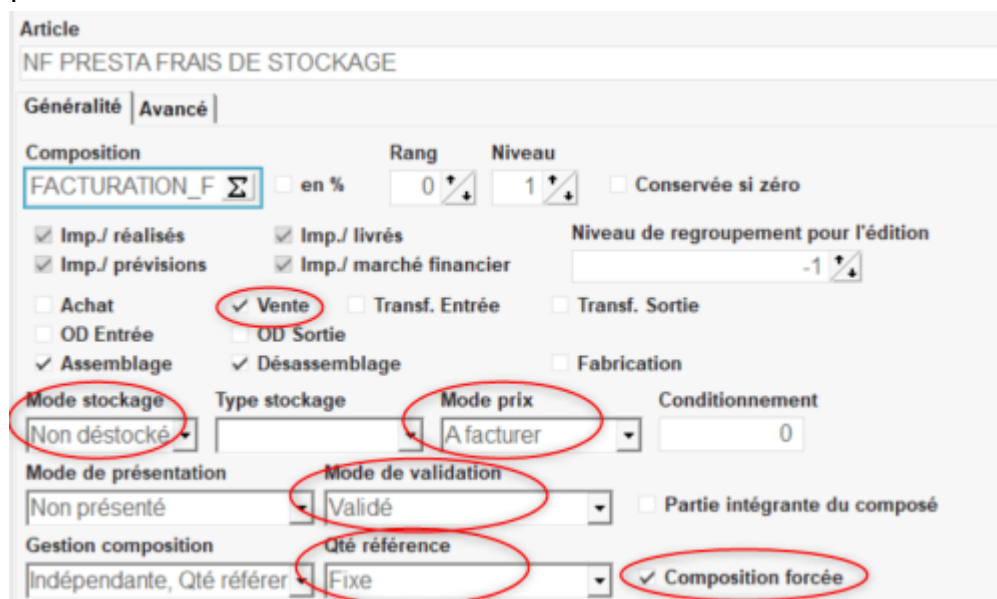 Article
NF PRESTA FRAIS DE STOCKAGE
Généralité Avancé
Composition Rang Niveau
FACTURATION_F Σ en % 0 1 Conservée si zéro
Imp./ réalisés Imp./ livrés Niveau de regroupement pour l'édition
Imp./ prévisions Imp./ marché financier -1
Achat Vente Transf. Entrée Transf. Sortie
OD Entrée OD Sortie
Assemblage Désassemblage Fabrication
Mode stockage Type stockage Mode prix Conditionnement
Non déstocké A facturer 0
Mode de présentation Mode de validation
Non présenté Validé Partie intégrante du composé
Gestion composition Qté référence
Indépendante, Qté référer Fixe Composition forcée